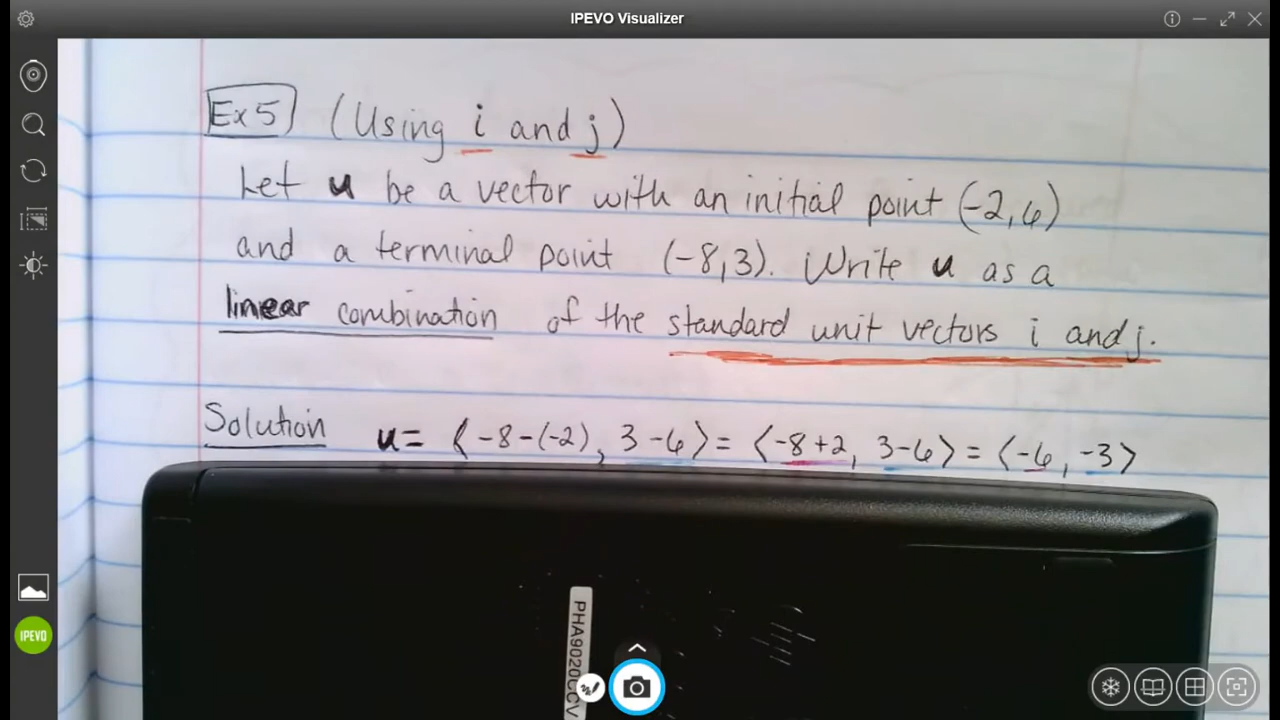 IPEVO Visualizer
Ex 5 (Using i and j)
Let u be a vector with an initial point (-2,6)
and a terminal point (-8,3). Write u as a
linear combination of the standard unit vectors i and j.
Solution u = ⟨-8-(-2), 3-6⟩ = ⟨-8+2, 3-6⟩ = ⟨-6, -3⟩
IPEVO
PHA9020CCV